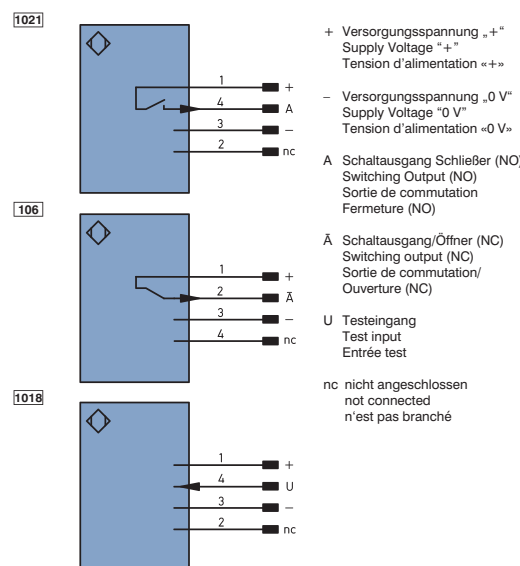 1021
1 +
4 A
3 –
2 nc
106
1 +
2 Ā
3 –
4 nc
1018
1 +
4 U
3 –
2 nc
+ Versorgungsspannung „+“
Supply Voltage “+”
Tension d’alimentation «+»
– Versorgungsspannung „0 V“
Supply Voltage “0 V”
Tension d’alimentation «0 V»
A Schaltausgang Schließer (NO)
Switching Output (NO)
Sortie de commutation
Fermeture (NO)
Ā Schaltausgang/Öffner (NC)
Switching output (NC)
Sortie de commutation/
Ouverture (NC)
U Testeingang
Test input
Entrée test
nc nicht angeschlossen
not connected
n‘est pas branché